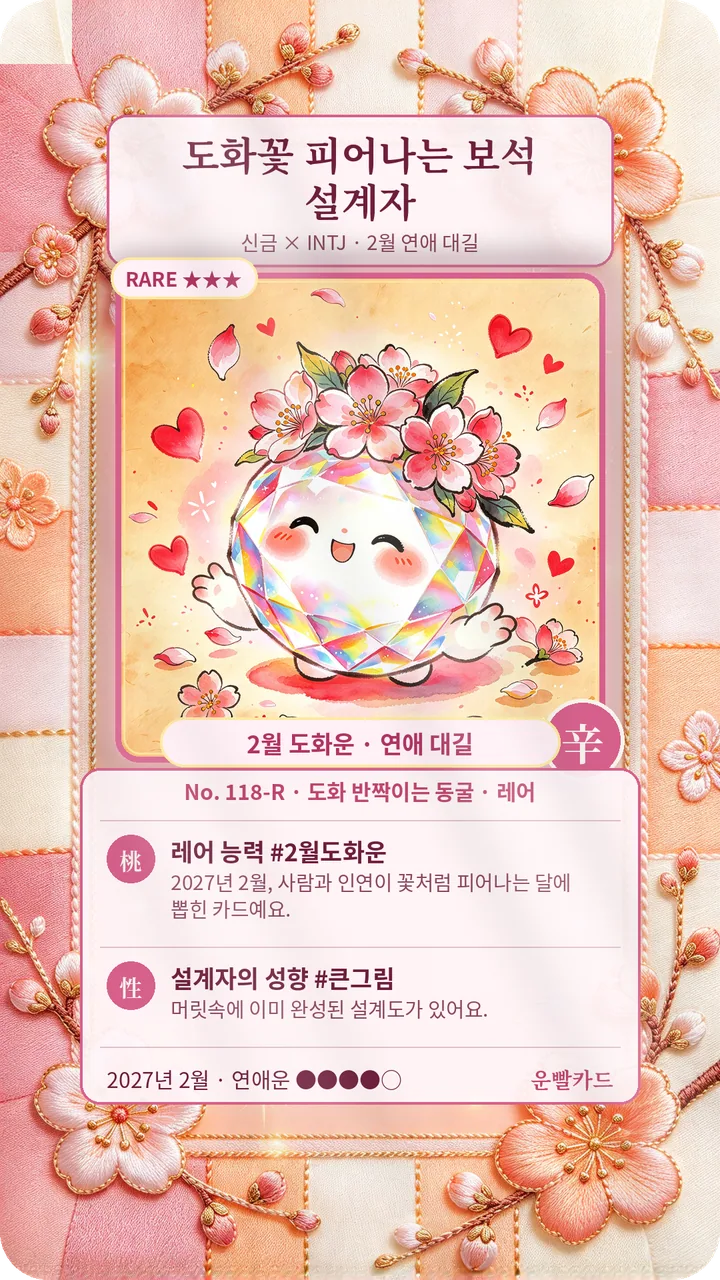 도화꽃 피어나는 보석
설계자
신금 × INTJ · 2월 연애 대길
RARE ★★★
2월 도화운 · 연애 대길
辛
No. 118-R · 도화 반짝이는 동굴 · 레어
桃
레어 능력 #2월도화운
2027년 2월, 사람과 인연이 꽃처럼 피어나는 달에
뽑힌 카드예요.
性
설계자의 성향 #큰그림
머릿속에 이미 완성된 설계도가 있어요.
2027년 2월 · 연애운 ●●●●○
운빨카드